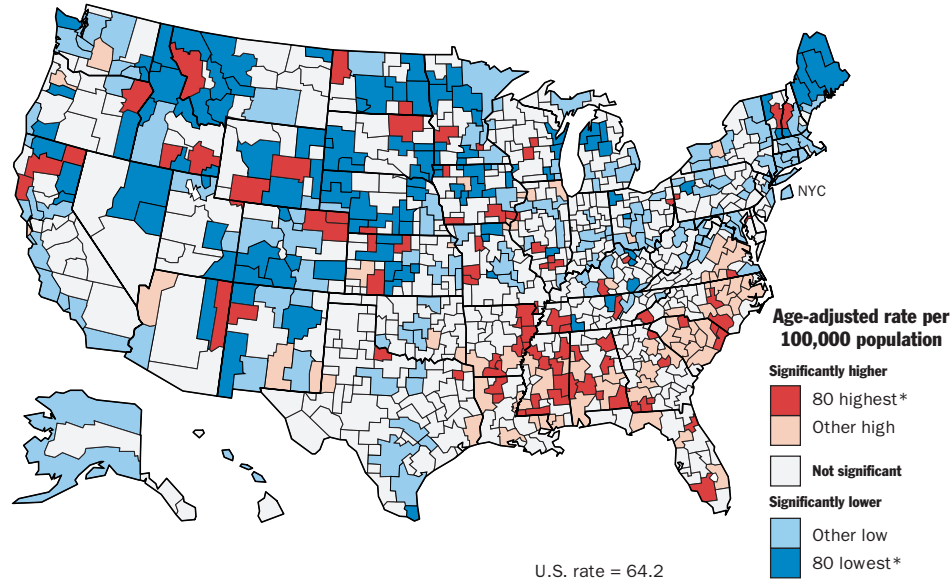 NYC
Age-adjusted rate per
100,000 population
Significantly higher
80 highest*
Other high
Not significant
Significantly lower
Other low
80 lowest*
U.S. rate = 64.2